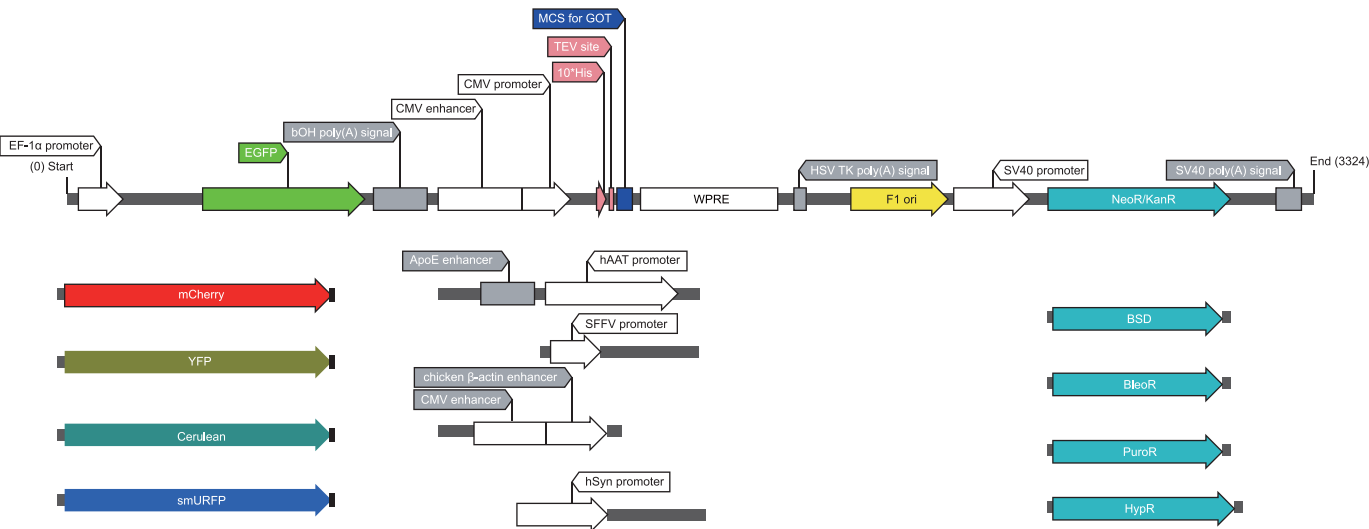 MCS for GOT
TEV site
10*His
CMV promoter
CMV enhancer
bOH poly(A) signal
EGFP
EF-1α promoter
(0) Start
HSV TK poly(A) signal
SV40 promoter
SV40 poly(A) signal
End (3324)
WPRE
F1 ori
NeoR/KanR
ApoE enhancer
hAAT promoter
mCherry
SFFV promoter
BSD
YFP
chicken β-actin enhancer
CMV enhancer
BleoR
Cerulean
PuroR
hSyn promoter
smURFP
HypR